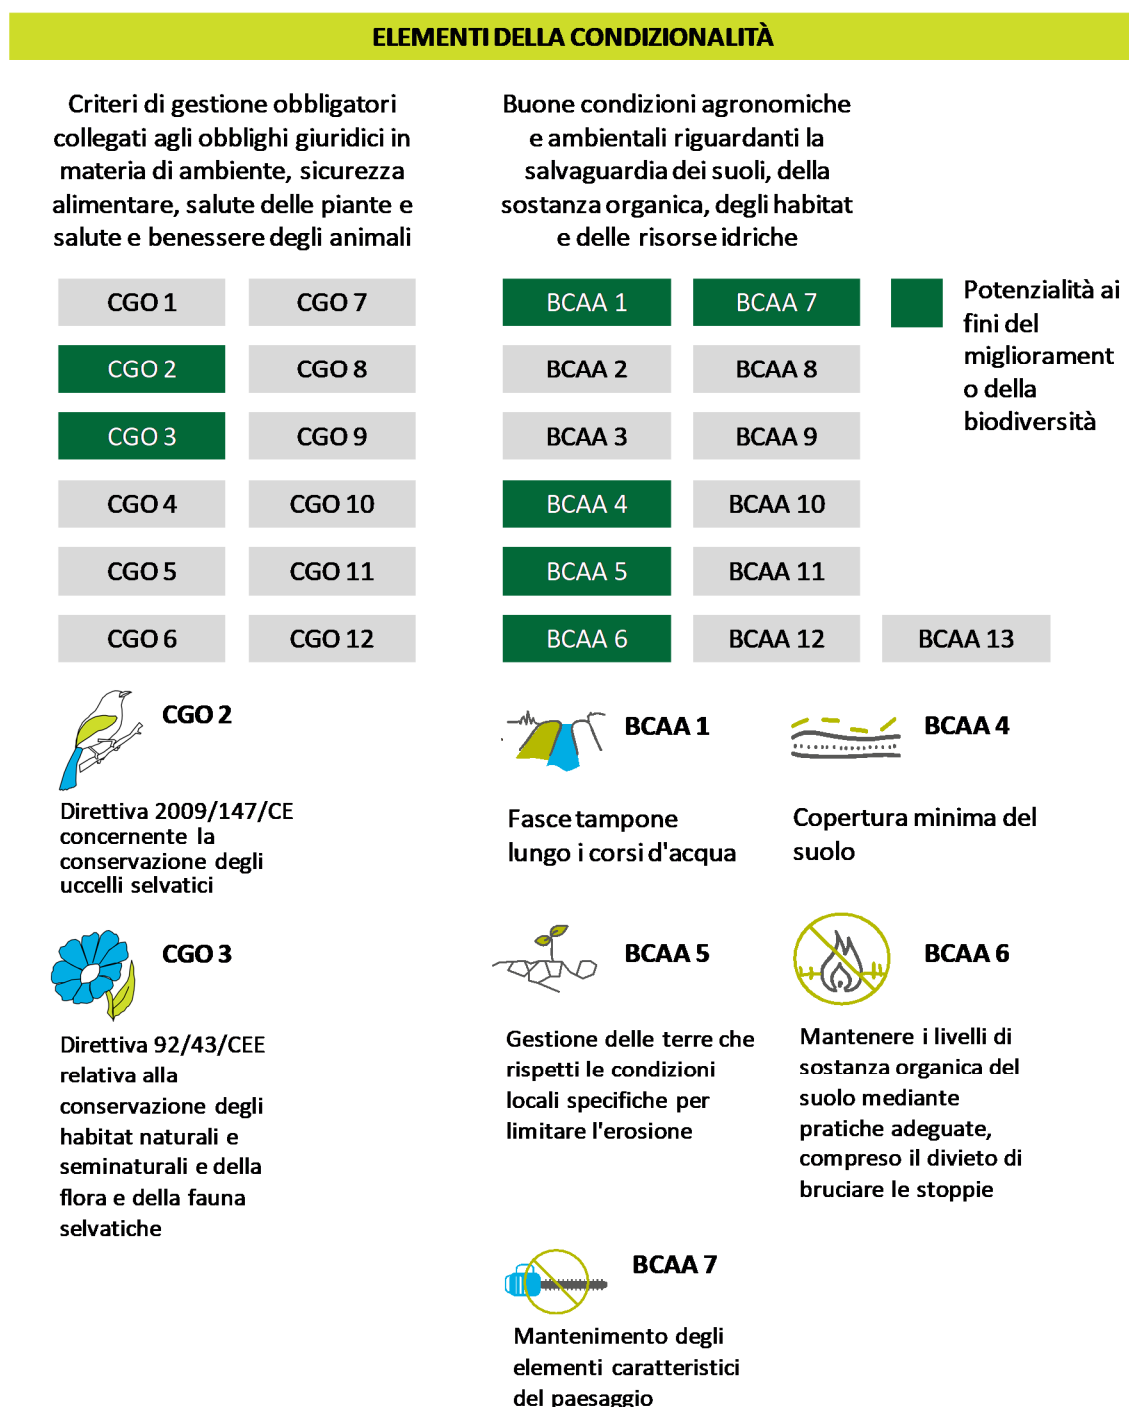 ELEMENTI DELLA CONDIZIONALITÀ
Criteri di gestione obbligatori
collegati agli obblighi giuridici in
materia di ambiente, sicurezza
alimentare, salute delle piante e
salute e benessere degli animali
Buone condizioni agronomiche
e ambientali riguardanti la
salvaguardia dei suoli, della
sostanza organica, degli habitat
e delle risorse idriche
CGO 1
CGO 7
BCAA 1
BCAA 7
Potenzialità ai
fini del
migliorament
o della
biodiversità
CGO 2
CGO 8
BCAA 2
BCAA 8
CGO 3
CGO 9
BCAA 3
BCAA 9
CGO 4
CGO 10
BCAA 4
BCAA 10
CGO 5
CGO 11
BCAA 5
BCAA 11
CGO 6
CGO 12
BCAA 6
BCAA 12
BCAA 13
CGO 2
Direttiva 2009/147/CE
concernente la
conservazione degli
uccelli selvatici
BCAA 1
Fasce tampone
lungo i corsi d'acqua
BCAA 4
Copertura minima del
suolo
CGO 3
Direttiva 92/43/CEE
relativa alla
conservazione degli
habitat naturali e
seminaturali e della
flora e della fauna
selvatiche
BCAA 5
Gestione delle terre che
rispetti le condizioni
locali specifiche per
limitare l'erosione
BCAA 6
Mantenere i livelli di
sostanza organica del
suolo mediante
pratiche adeguate,
compreso il divieto di
bruciare le stoppie
BCAA 7
Mantenimento degli
elementi caratteristici
del paesaggio